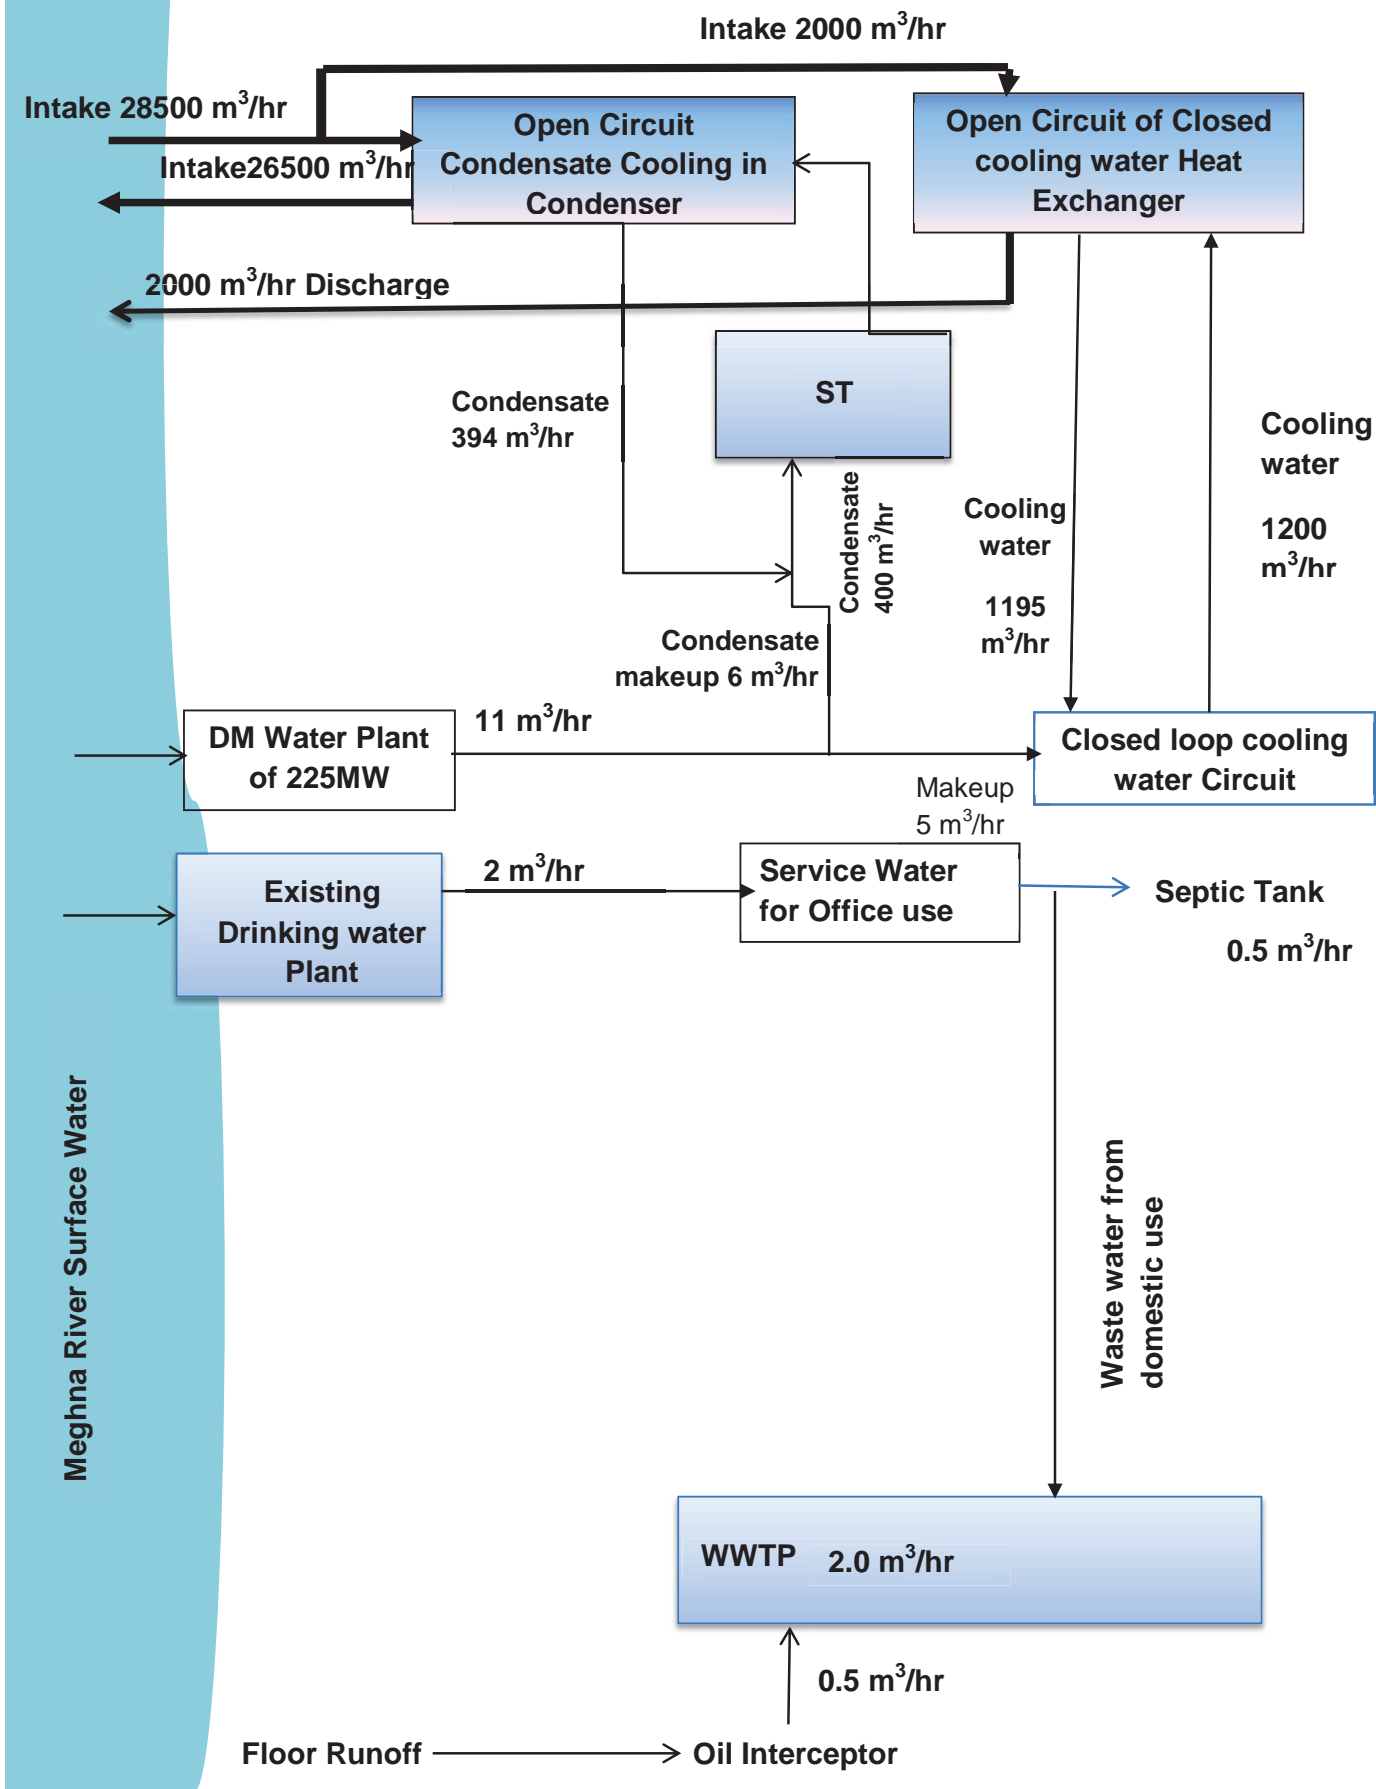 Intake 2000 m³/hr
Intake 28500 m³/hr
Intake26500 m³/hr
Open Circuit
Condensate Cooling in
Condenser
Open Circuit of Closed
cooling water Heat
Exchanger
2000 m³/hr Discharge
ST
Condensate
394 m³/hr
Condensate
400 m³/hr
Cooling
water
1200
m³/hr
Cooling
water
1195
m³/hr
Condensate
makeup 6 m³/hr
DM Water Plant
of 225MW
11 m³/hr
Closed loop cooling
water Circuit
Makeup
5 m³/hr
Existing
Drinking water
Plant
2 m³/hr
Service Water
for Office use
Septic Tank
0.5 m³/hr
Meghna River Surface Water
Waste water from
domestic use
WWTP 2.0 m³/hr
0.5 m³/hr
Floor Runoff
Oil Interceptor